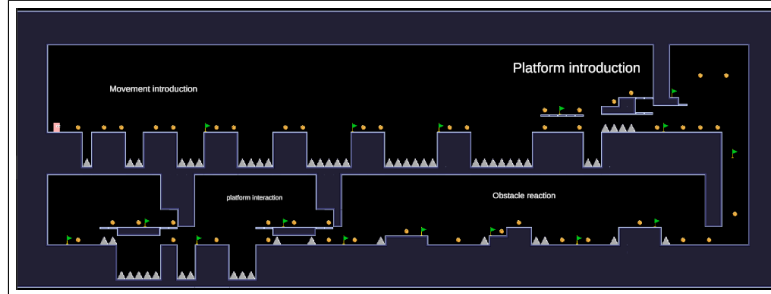 Platform introduction
Movement introduction
platform interaction
Obstacle reaction